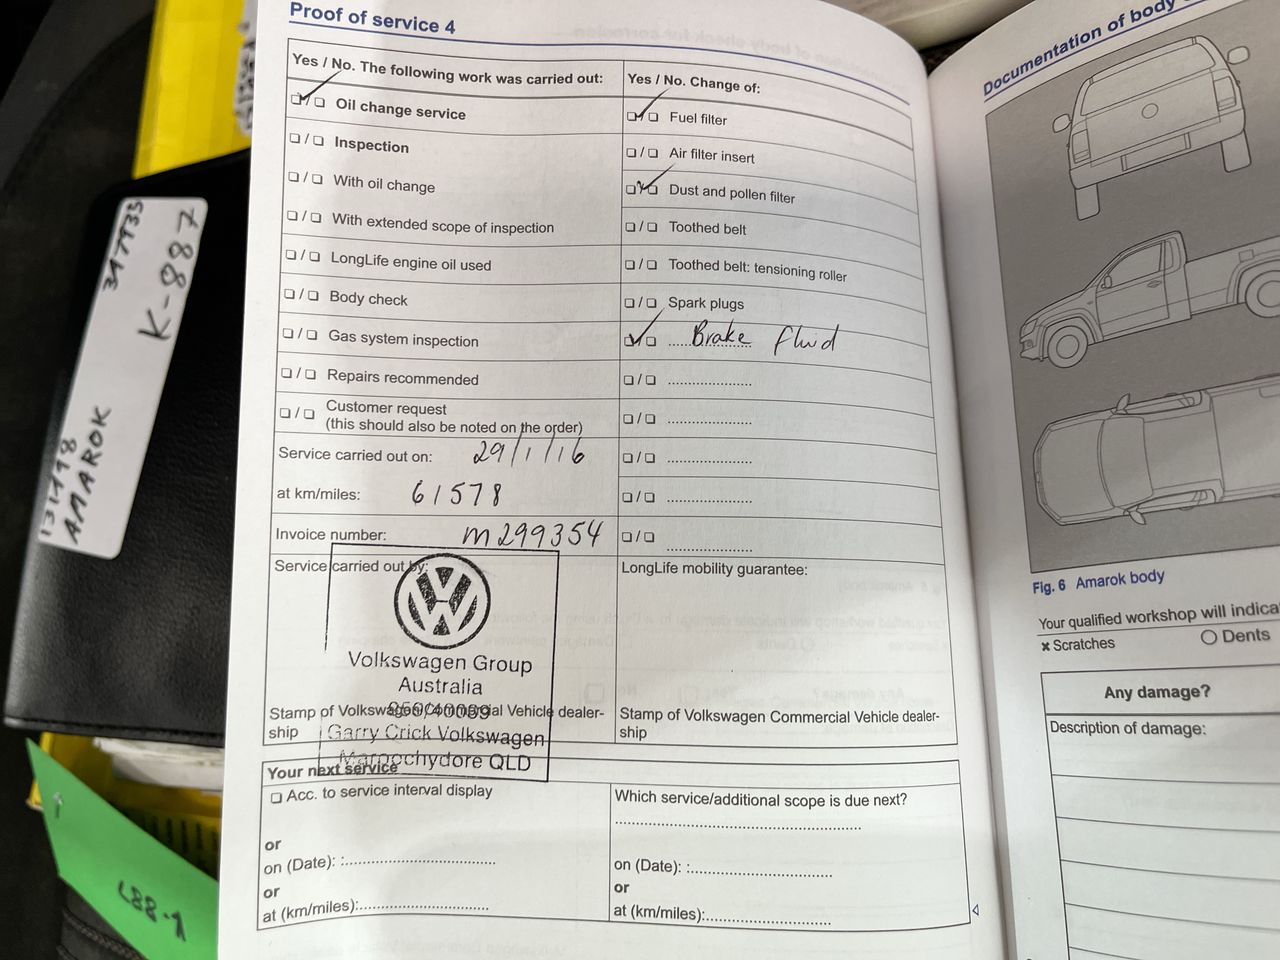 Proof of service 4
Yes / No. The following work was carried out:
❑/❑ Oil change service
❑/❑ Inspection
❑/❑ With oil change
❑/❑ With extended scope of inspection
❑/❑ LongLife engine oil used
❑/❑ Body check
❑/❑ Gas system inspection
❑/❑ Repairs recommended
❑/❑ Customer request
(this should also be noted on the order)
Service carried out on: 29/1/16
at km/miles: 61578
Invoice number: m299354
Service carried out by:
Volkswagen Group
Australia
Garry Crick Volkswagen
Maroochydore QLD
Stamp of Volkswagen Commercial Vehicle dealer-
ship
Yes / No. Change of:
❑/❑ Fuel filter
❑/❑ Air filter insert
❑/❑ Dust and pollen filter
❑/❑ Toothed belt
❑/❑ Toothed belt: tensioning roller
❑/❑ Spark plugs
❑/❑ Brake fluid
❑/❑
❑/❑
❑/❑
❑/❑
❑/❑
LongLife mobility guarantee:
Stamp of Volkswagen Commercial Vehicle dealer-
ship
Your next service
❑ Acc. to service interval display
or
on (Date): :
or
at (km/miles):
Which service/additional scope is due next?
on (Date): :
or
at (km/miles):
Documentation of body
Fig. 6 Amarok body
Your qualified workshop will indica
× Scratches
○ Dents
Any damage?
Description of damage:
K-887
AMAROK